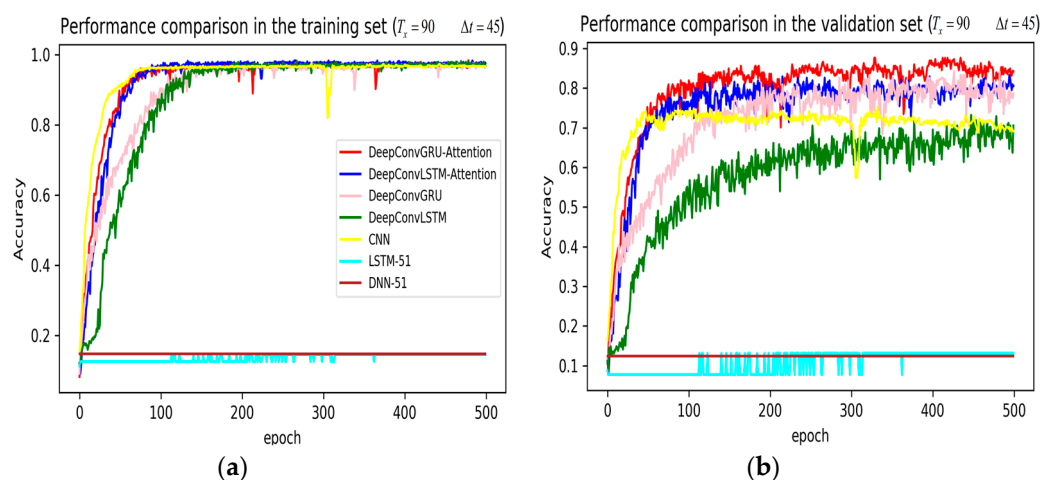 Performance comparison in the training set (Tₓ = 90 Δt = 45)
1.0
0.8
0.6
0.4
0.2
Accuracy
DeepConvGRU-Attention
DeepConvLSTM-Attention
DeepConvGRU
DeepConvLSTM
CNN
LSTM-51
DNN-51
0 100 200 300 400 500
epoch
(a)
Performance comparison in the validation set (Tₓ = 90 Δt = 45)
0.9
0.8
0.7
0.6
0.5
0.4
0.3
0.2
0.1
Accuracy
0 100 200 300 400 500
epoch
(b)